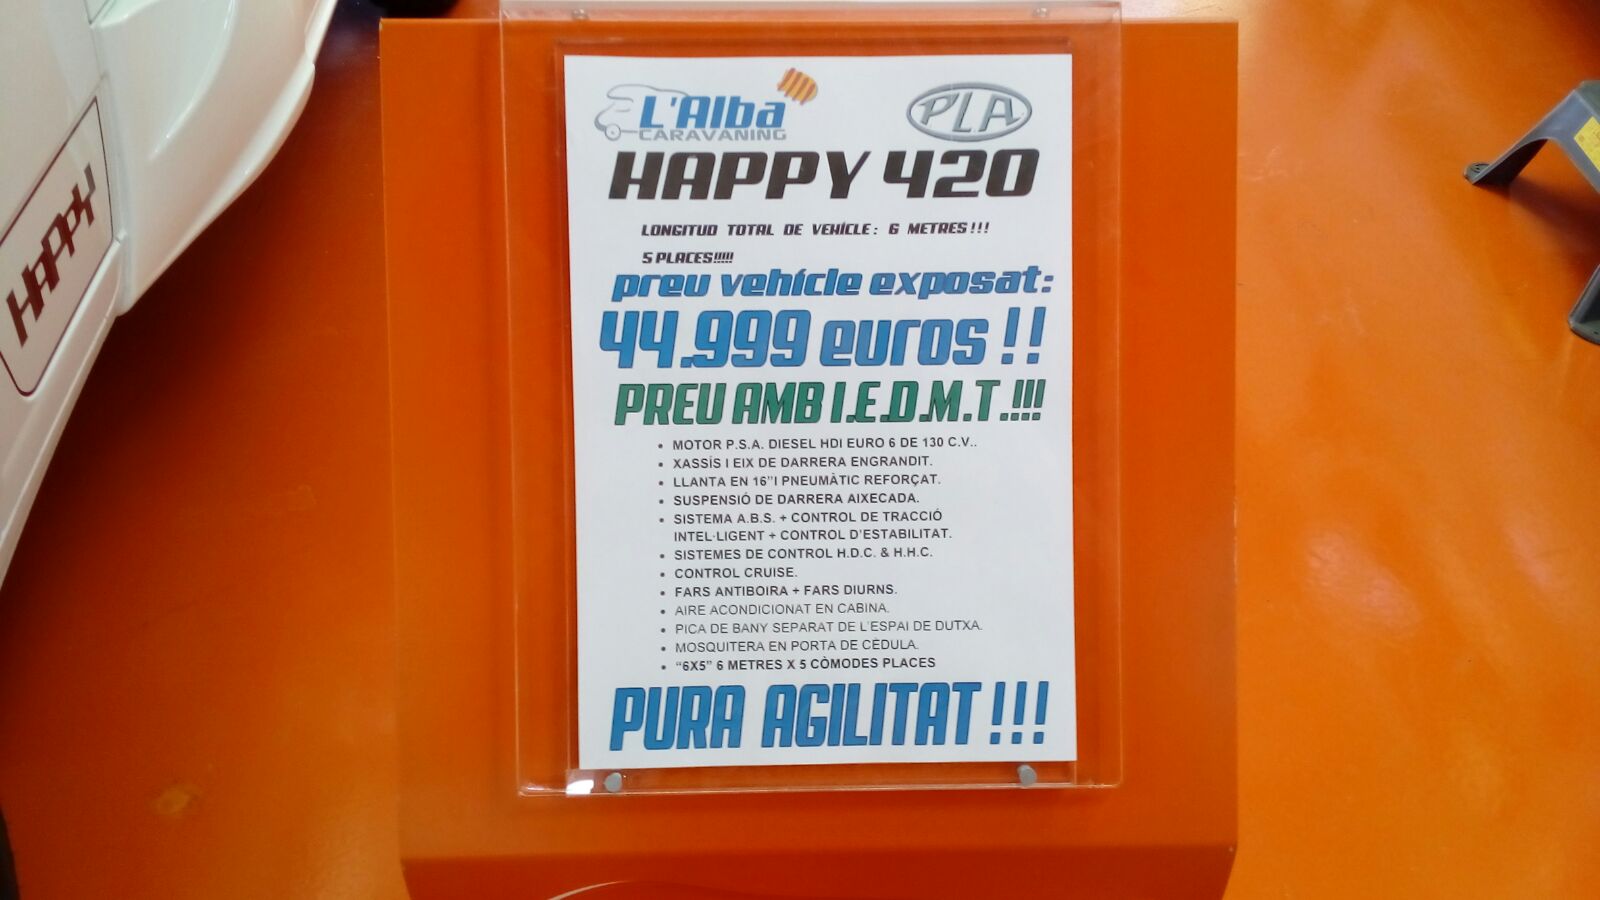 L'Alba
CARAVANING
PLA
HAPPY 420
LONGITUD TOTAL DE VEHÍCLE: 6 METRES!!!
5 PLACES!!!!!
preu vehícle exposat:
44.999 euros!!
PREU AMB I.E.D.M.T.!!!!
• MOTOR P.S.A. DIESEL HDI EURO 6 DE 130 C.V..
• XASSÍS I EIX DE DARRERA ENGRANDIT.
• LLANTA EN 16” I PNEUMÀTIC REFORÇAT.
• SUSPENSIÓ DE DARRERA AIXECADA.
• SISTEMA A.B.S. + CONTROL DE TRACCIÓ
INTEL·LIGENT + CONTROL D'ESTABILITAT.
• SISTEMES DE CONTROL H.D.C. & H.H.C.
• CONTROL CRUISE.
• FARS ANTIBOIRA + FARS DIURNS.
• AIRE ACONDICIONAT EN CABINA.
• PICA DE BANY SEPARAT DE L'ESPAI DE DUTXA.
• MOSQUITERA EN PORTA DE CÈDULA.
• “6X5” 6 METRES X 5 CÒMODES PLACES
PURA AGILITAT!!!
HAPPY